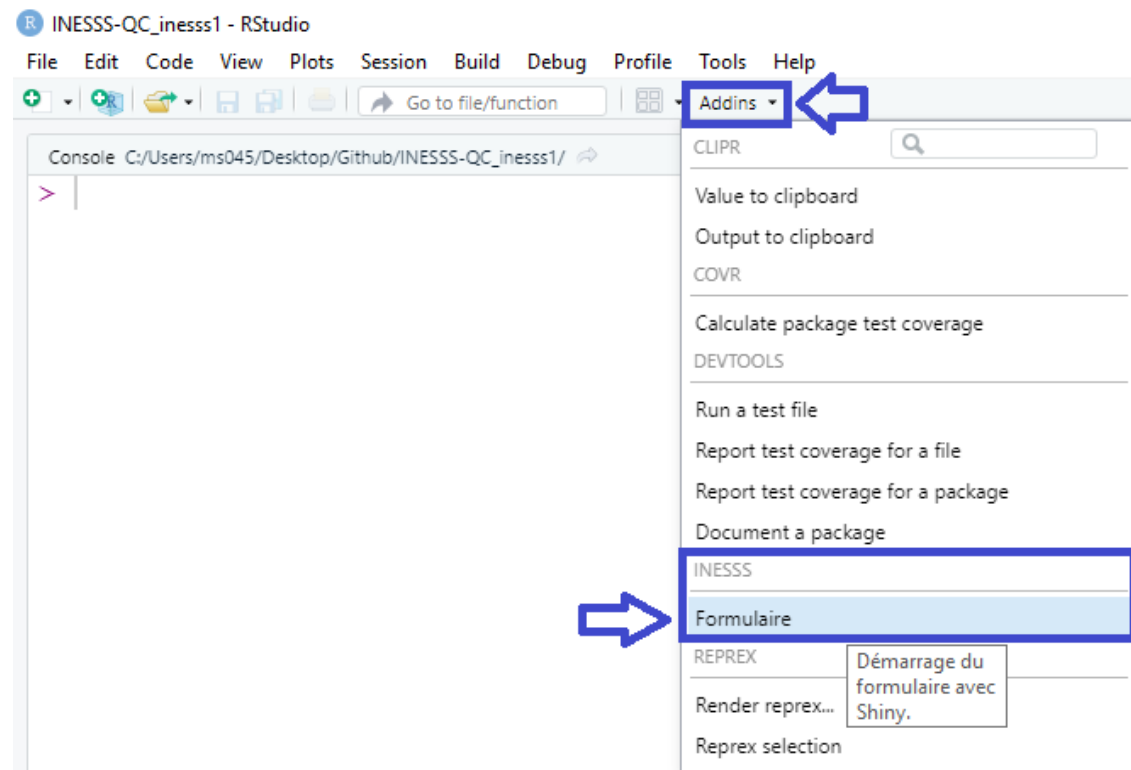 R INESSS-QC_inesss1 - RStudio
File Edit Code View Plots Session Build Debug Profile Tools Help
Go to file/function Addins
Console C:/Users/ms045/Desktop/Github/INESSS-QC_inesss1/
>
CLIPR
Value to clipboard
Output to clipboard
COVR
Calculate package test coverage
DEVTOOLS
Run a test file
Report test coverage for a file
Report test coverage for a package
Document a package
INESSS
Formulaire
Démarrage du
formulaire avec
Shiny.
REPREX
Render reprex...
Reprex selection